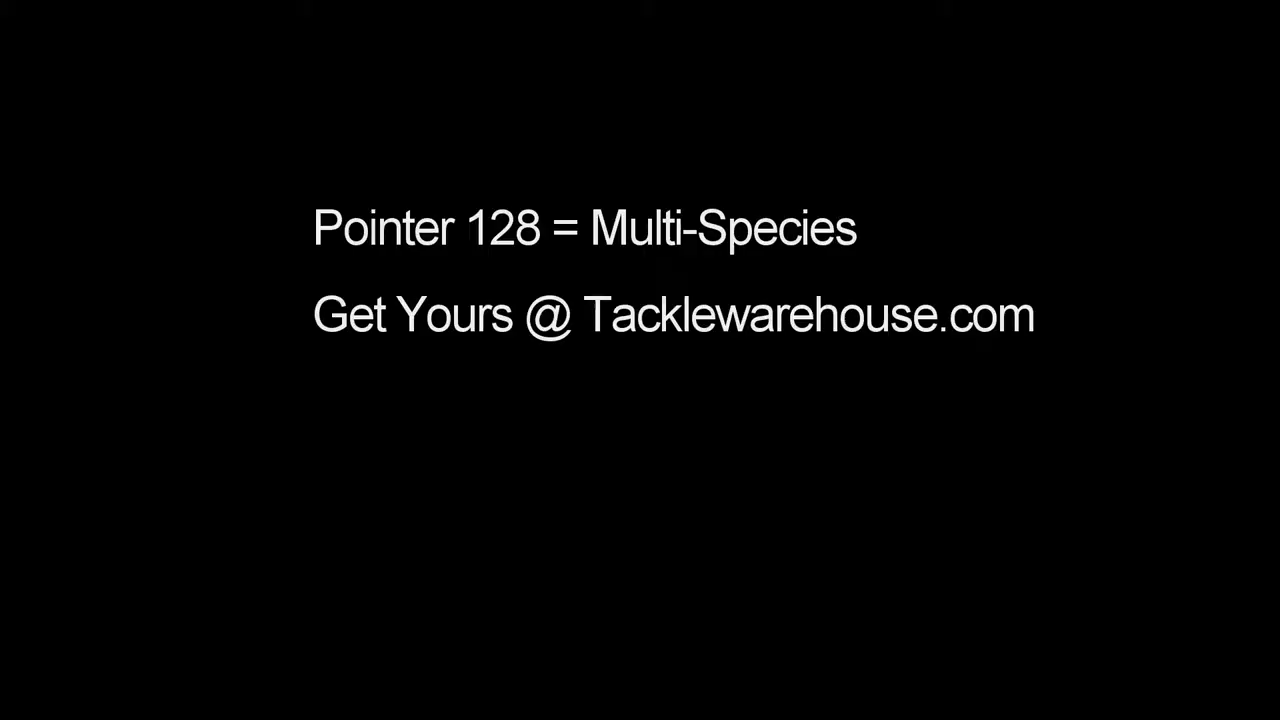 Pointer 128 = Multi-Species
Get Yours @ Tacklewarehouse.com